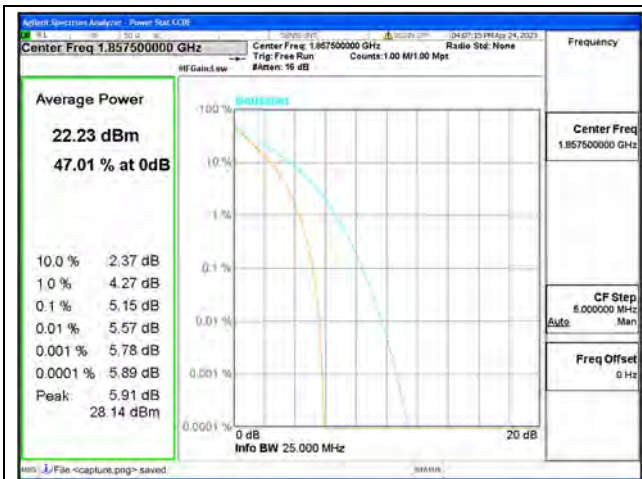 Agilent Spectrum Analyzer - Power Stat CCDF
04:07:15 PM Apr 24, 2023
Center Freq 1.857500000 GHz
Center Freq: 1.857500000 GHz
Radio Std: None
Trig: Free Run
Counts:1.00 M/1.00 Mpt
#IFGain:Low
#Atten: 16 dB
Frequency
Average Power
22.23 dBm
47.01 % at 0dB
10.0 % 2.37 dB
1.0 % 4.27 dB
0.1 % 5.15 dB
0.01 % 5.57 dB
0.001 % 5.78 dB
0.0001 % 5.89 dB
Peak 5.91 dB
28.14 dBm
Gaussian
100 %
10 %
1 %
0.1 %
0.01 %
0.001 %
0.0001 %
0 dB
20 dB
Info BW 25.000 MHz
Center Freq
1.857500000 GHz
CF Step
5.000000 MHz
Auto Man
Freq Offset
0 Hz
MSG File <capture.png> saved
STATUS